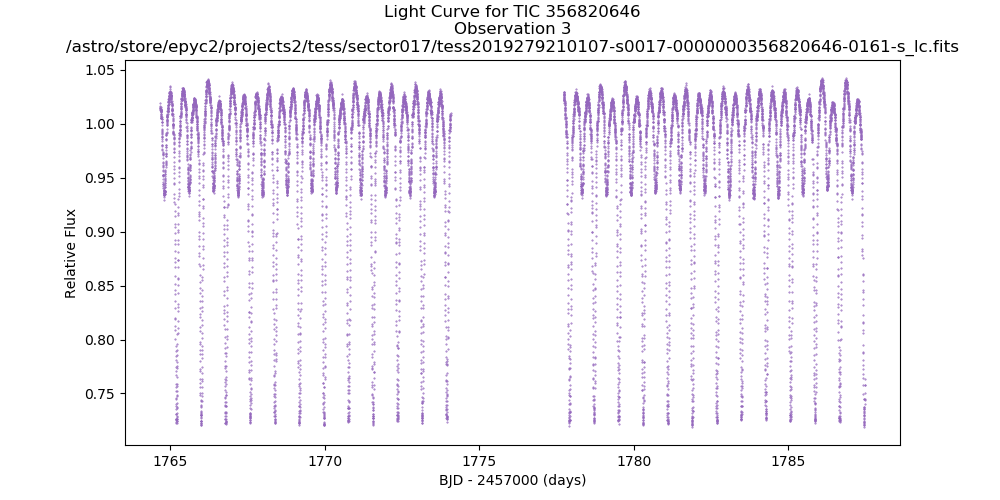 Light Curve for TIC 356820646
Observation 3
/astro/store/epyc2/projects2/tess/sector017/tess2019279210107-s0017-0000000356820646-0161-s_lc.fits
1.05
1.00
0.95
0.90
0.85
0.80
0.75
Relative Flux
1765
1770
1775
1780
1785
BJD - 2457000 (days)